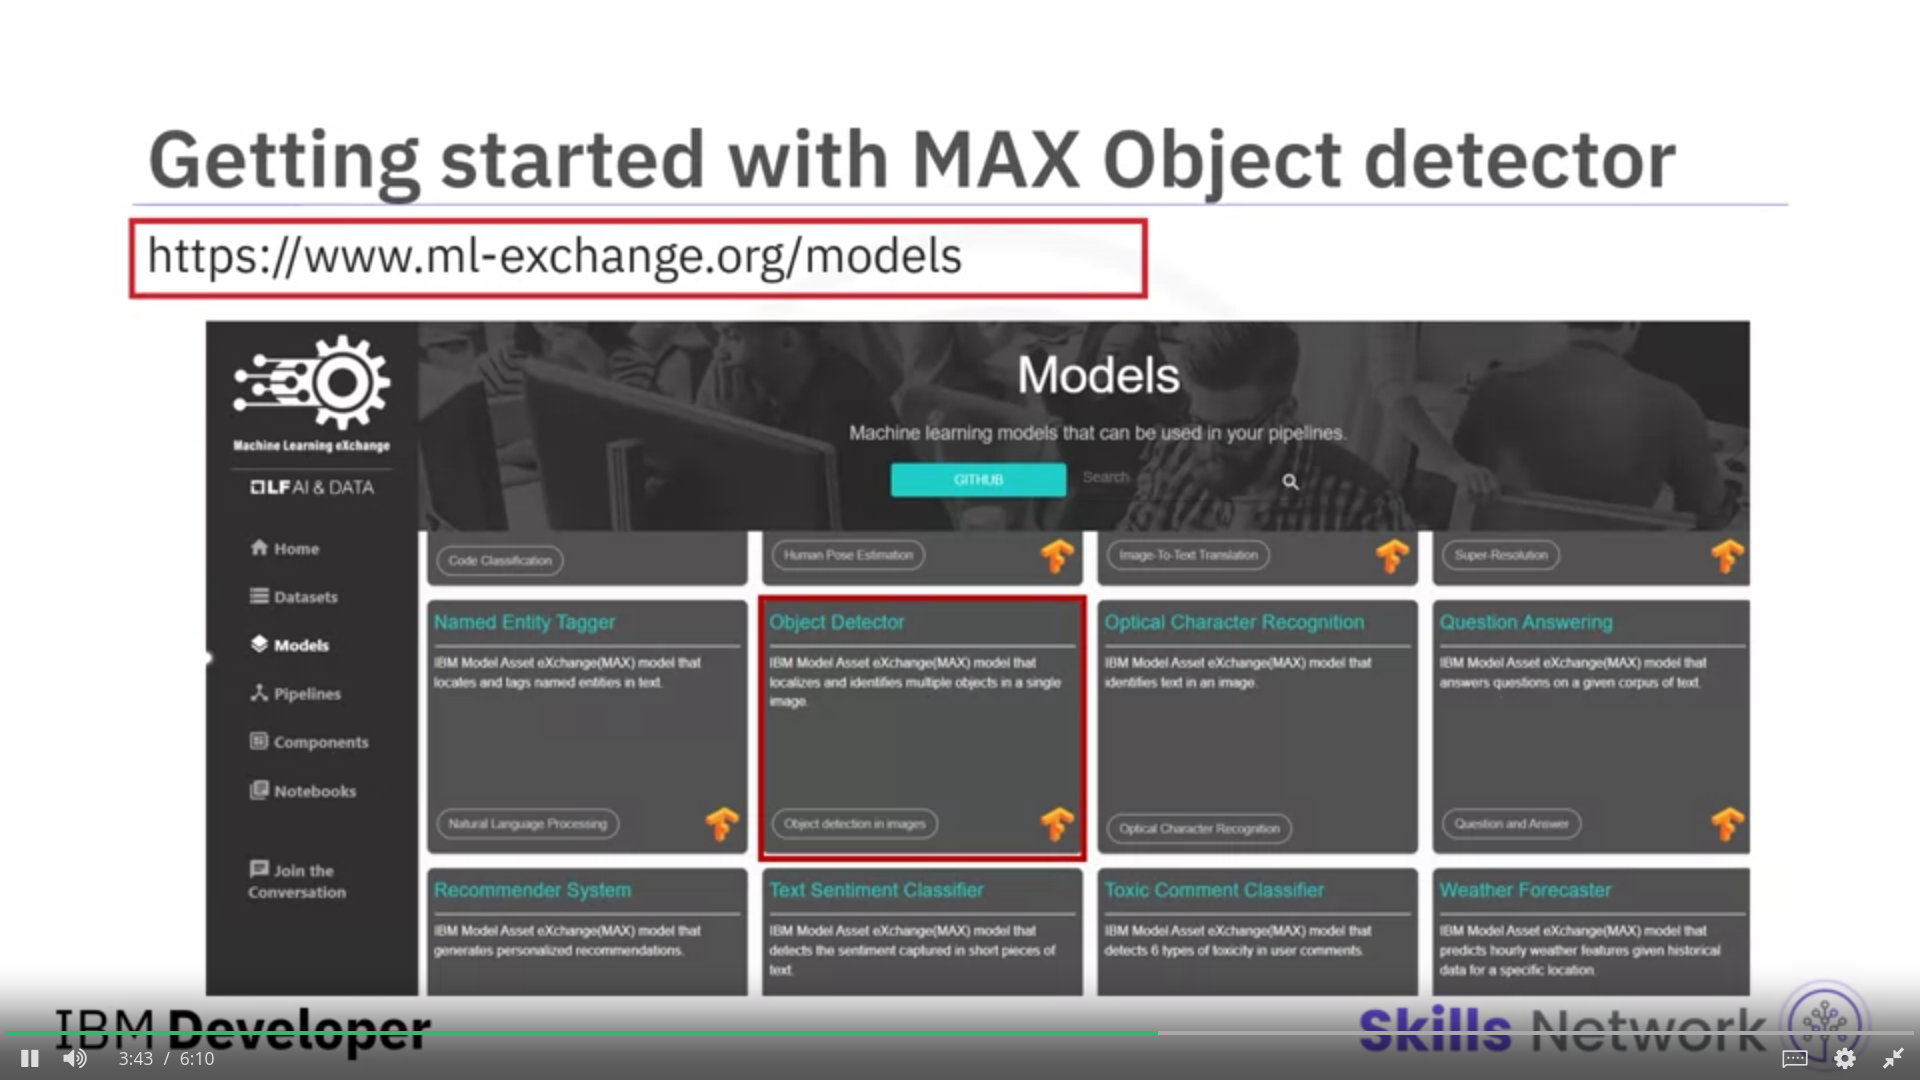 Getting started with MAX Object detector
https://www.ml-exchange.org/models
Machine Learning eXchange
LF AI & DATA
Home
Datasets
Models
Pipelines
Components
Notebooks
Join the
Conversation
Models
Machine learning models that can be used in your pipelines.
GITHUB
Search
Code Classification
Human Pose Estimation
Image-To-Text Translation
Super-Resolution
Named Entity Tagger
IBM Model Asset eXchange(MAX) model that
locates and tags named entities in text.
Natural Language Processing
Object Detector
IBM Model Asset eXchange(MAX) model that
localizes and identifies multiple objects in a single
image.
Object detection in images
Optical Character Recognition
IBM Model Asset eXchange(MAX) model that
identifies text in an image.
Optical Character Recognition
Question Answering
IBM Model Asset eXchange(MAX) model that
answers questions on a given corpus of text.
Question and Answer
Recommender System
IBM Model Asset eXchange(MAX) model that
generates personalized recommendations.
Text Sentiment Classifier
IBM Model Asset eXchange(MAX) model that
detects the sentiment captured in short pieces of
text.
Toxic Comment Classifier
IBM Model Asset eXchange(MAX) model that
detects 6 types of toxicity in user comments.
Weather Forecaster
IBM Model Asset eXchange(MAX) model that
predicts hourly weather features given historical
data for a specific location.
IBM Developer
Skills Network
3:43 / 6:10